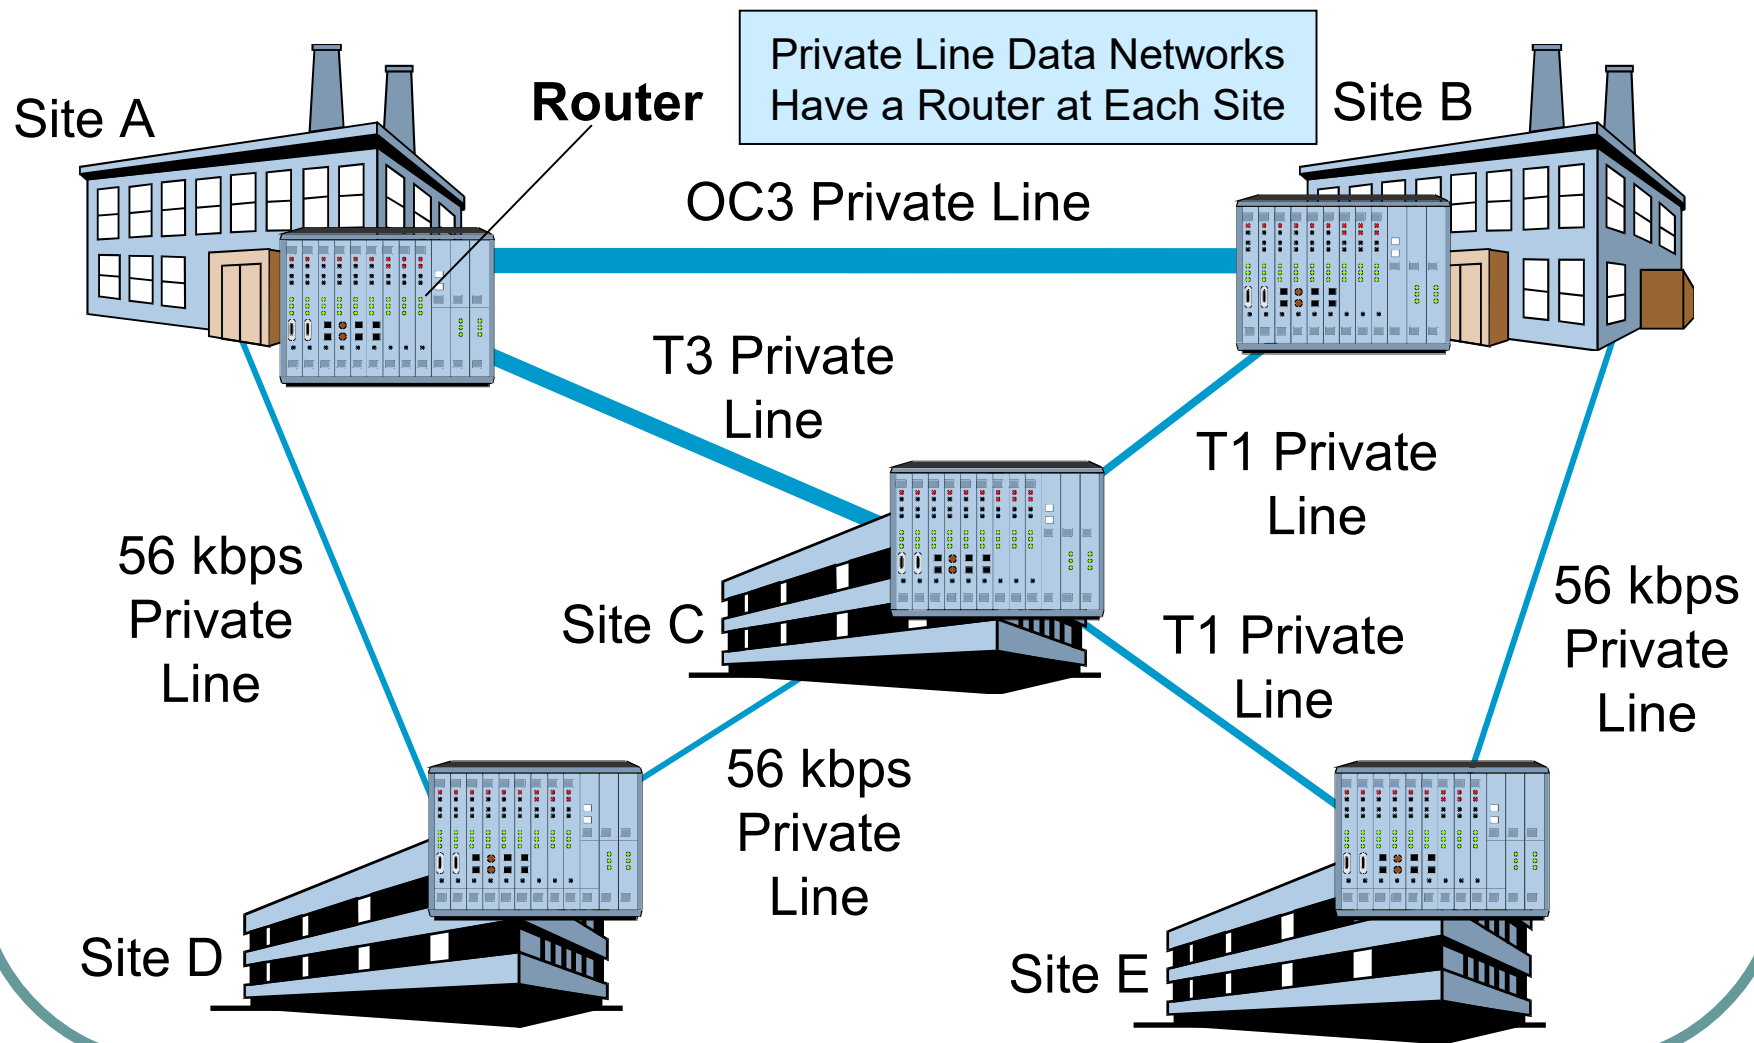 Private Line Data Networks
Have a Router at Each Site
Site A
Router
Site B
OC3 Private Line
T3 Private
Line
T1 Private
Line
56 kbps
Private
Line
Site C
T1 Private
Line
56 kbps
Private
Line
56 kbps
Private
Line
Site D
Site E